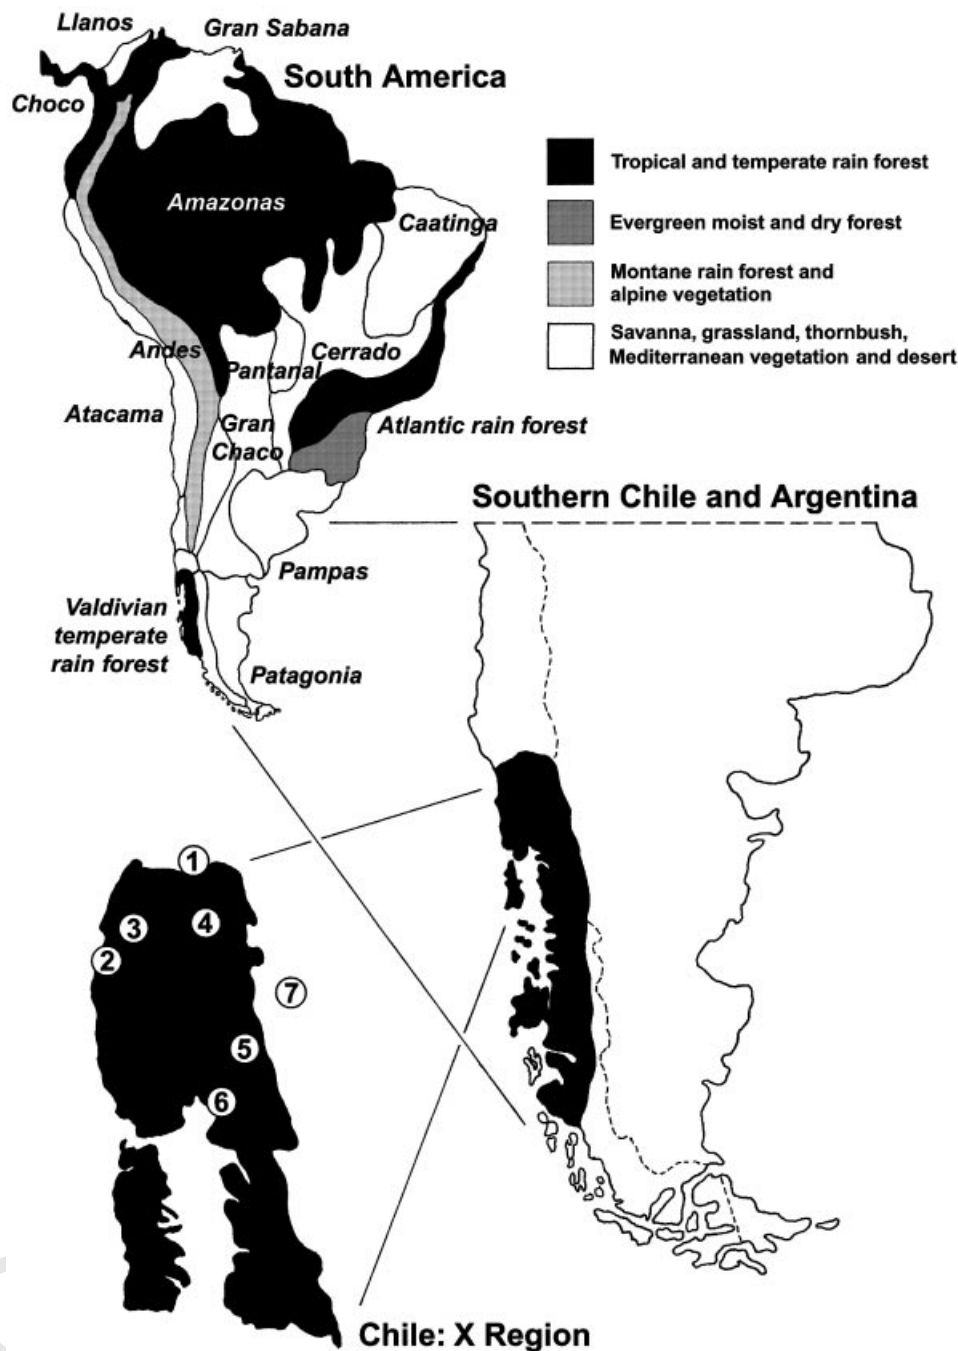 Llanos
Gran Sabana
South America
Choco
Tropical and temperate rain forest
Amazonas
Caatinga
Evergreen moist and dry forest
Montane rain forest and
alpine vegetation
Savanna, grassland, thornbush,
Mediterranean vegetation and desert
Andes
Pantanal
Cerrado
Atacama
Gran
Chaco
Atlantic rain forest
Southern Chile and Argentina
Pampas
Valdivian
temperate
rain forest
Patagonia
1
3
4
2
7
5
6
Chile: X Region